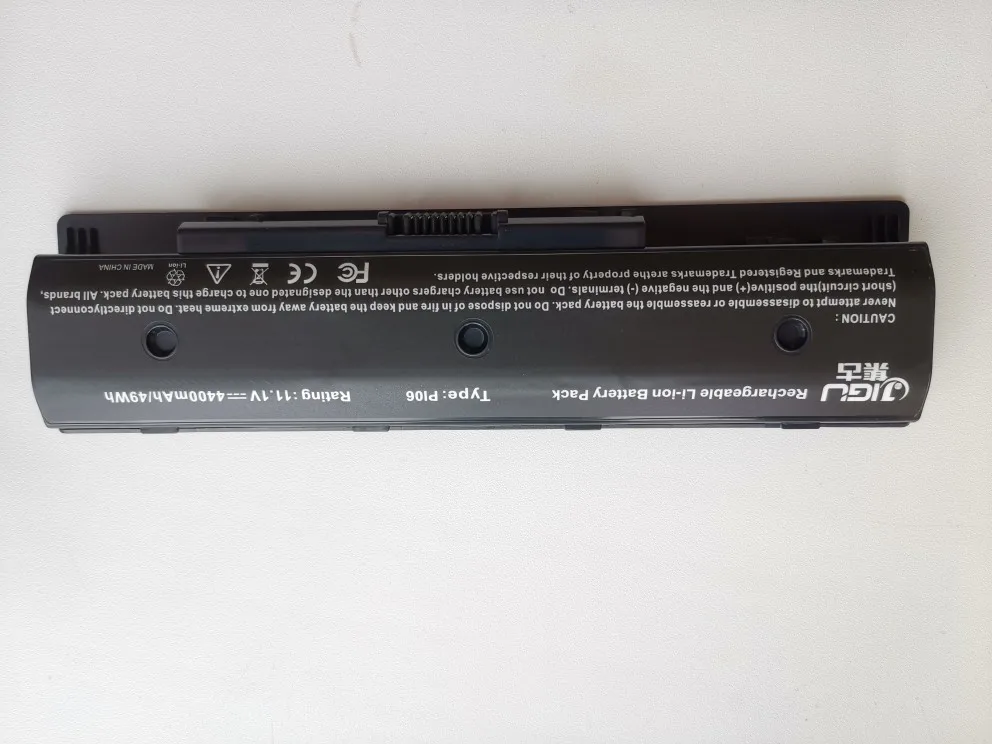 JIGU
集古
Rechargeable Li-ion Battery Pack
Type: PI06
Rating : 11.1V 4400mAh/49Wh
CAUTION :
Never attempt to disassemble or reassemble the battery pack. Do not dispose of in fire and keep the battery away from extreme heat. Do not directlyconnect
(short circuit)the positive(+) and the negative (-) terminals. Do not use battery chargers other than the designated one to charge this battery pack. All brands,
Trademarks and Registered Trademarks arethe property of their respective holders.
FC
CE
Li-ion
MADE IN CHINA